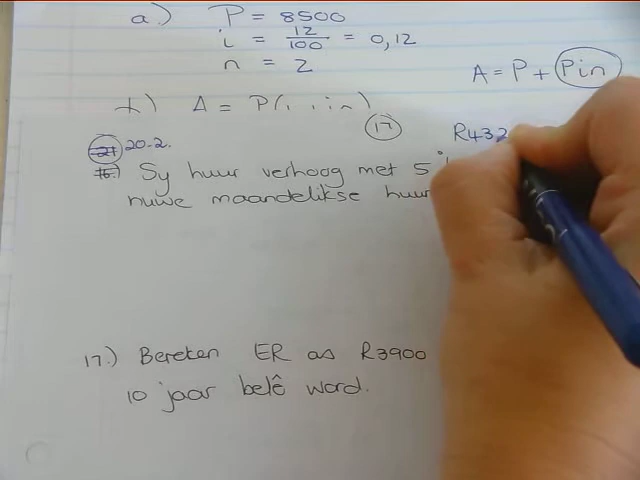 a.) P = 8500
i = 12/100 = 0,12
n = 2
A = P + Pin
t) A = P(1+in)
17
20.2.
R432
16.) Sy huur verhoog met 5
nuwe maandelikse huur
17.) Bereken ER as R3900
10 jaar belê word.